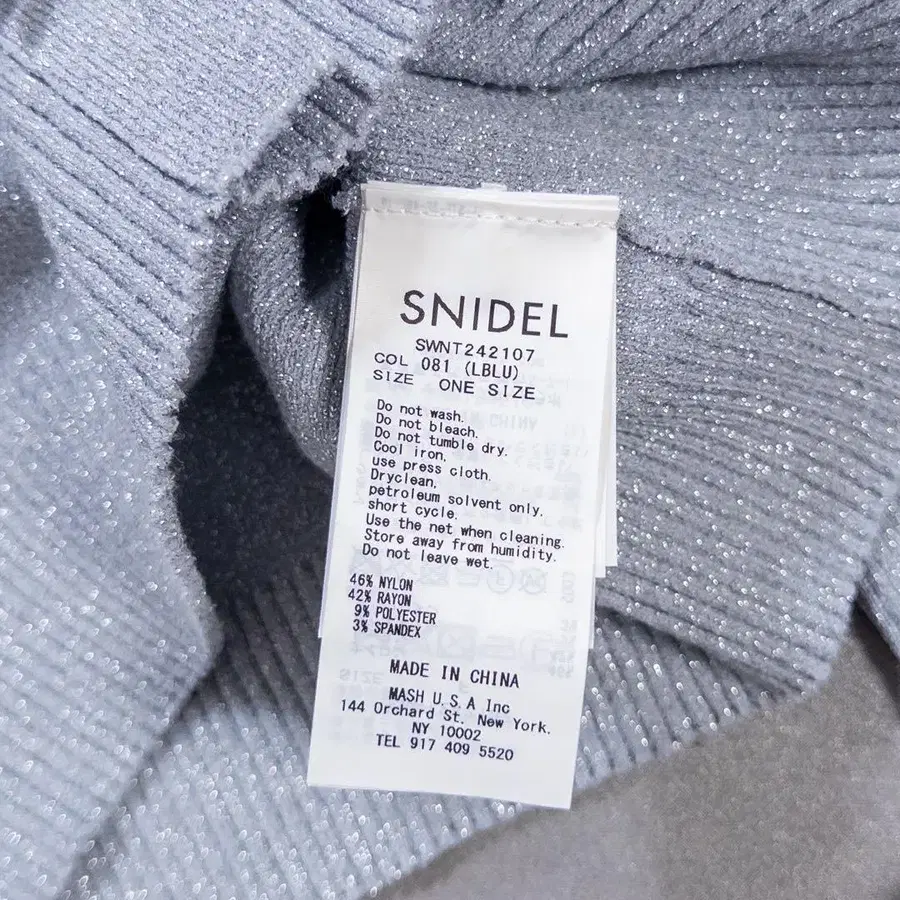 SNIDEL
SWNT242107
COL 081 (LBLU)
SIZE ONE SIZE
Do not wash.
Do not bleach.
Do not tumble dry.
Cool iron.
use press cloth.
Dryclean.
petroleum solvent only.
short cycle.
Use the net when cleaning.
Store away from humidity.
Do not leave wet.
46% NYLON
42% RAYON
9% POLYESTER
3% SPANDEX
MADE IN CHINA
MASH U.S.A Inc
144 Orchard St. New York.
NY 10002
TEL 917 409 5520